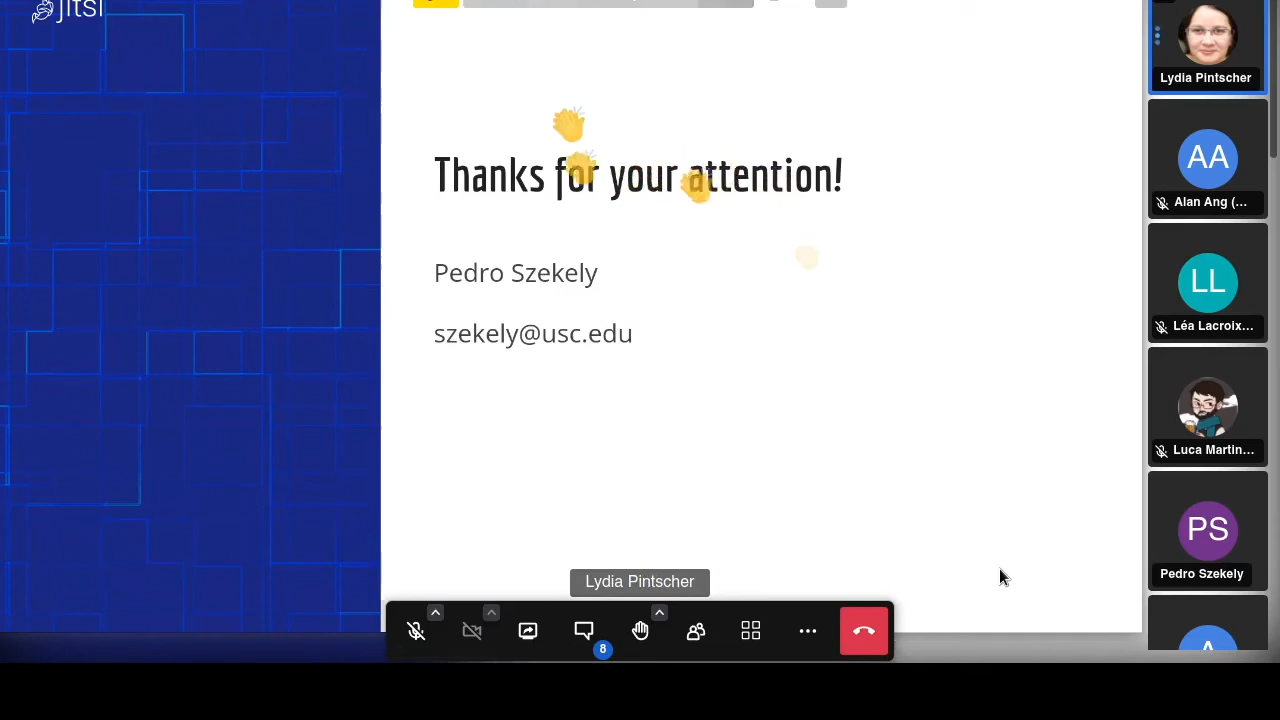 jitsi
Thanks for your attention!
Pedro Szekely
szekely@usc.edu
Lydia Pintscher
AA
Alan Ang (...
LL
Léa Lacroix...
Luca Martin...
PS
Pedro Szekely
A
Lydia Pintscher
8